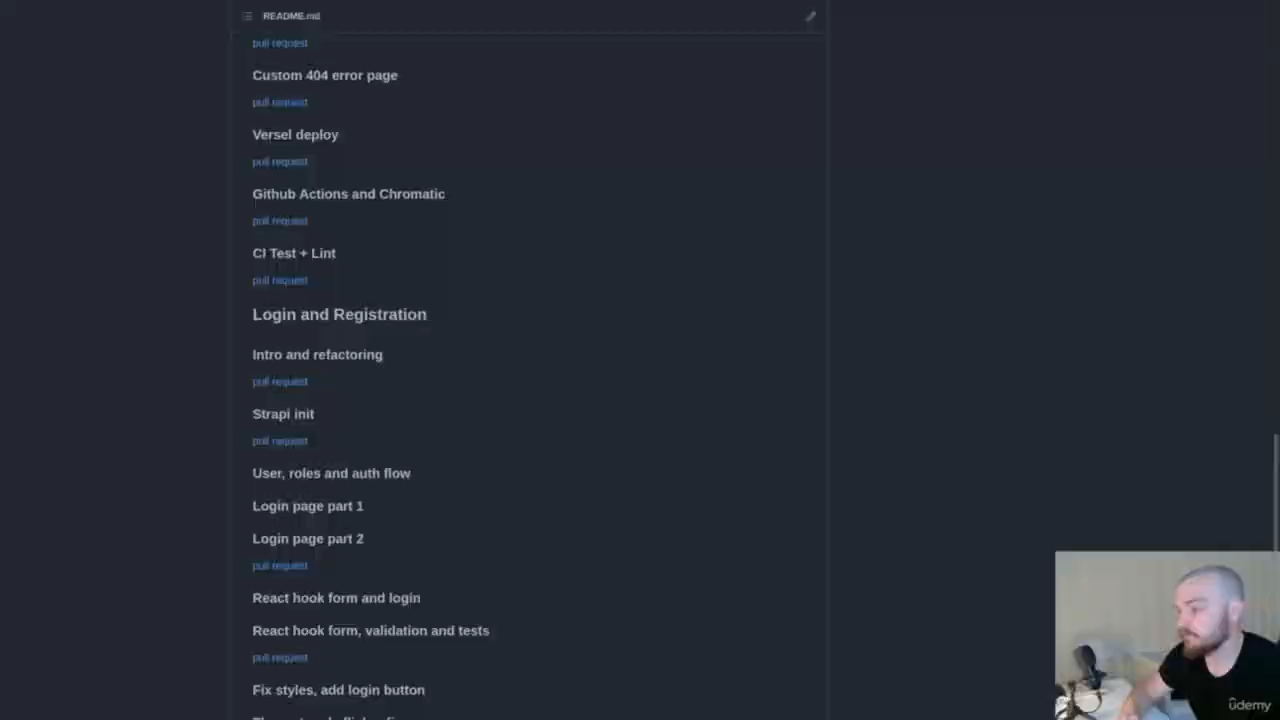 README.md
pull request
Custom 404 error page
pull request
Versel deploy
pull request
Github Actions and Chromatic
pull request
CI Test + Lint
pull request
Login and Registration
Intro and refactoring
pull request
Strapi init
pull request
User, roles and auth flow
Login page part 1
Login page part 2
pull request
React hook form and login
React hook form, validation and tests
pull request
Fix styles, add login button
ûdemy